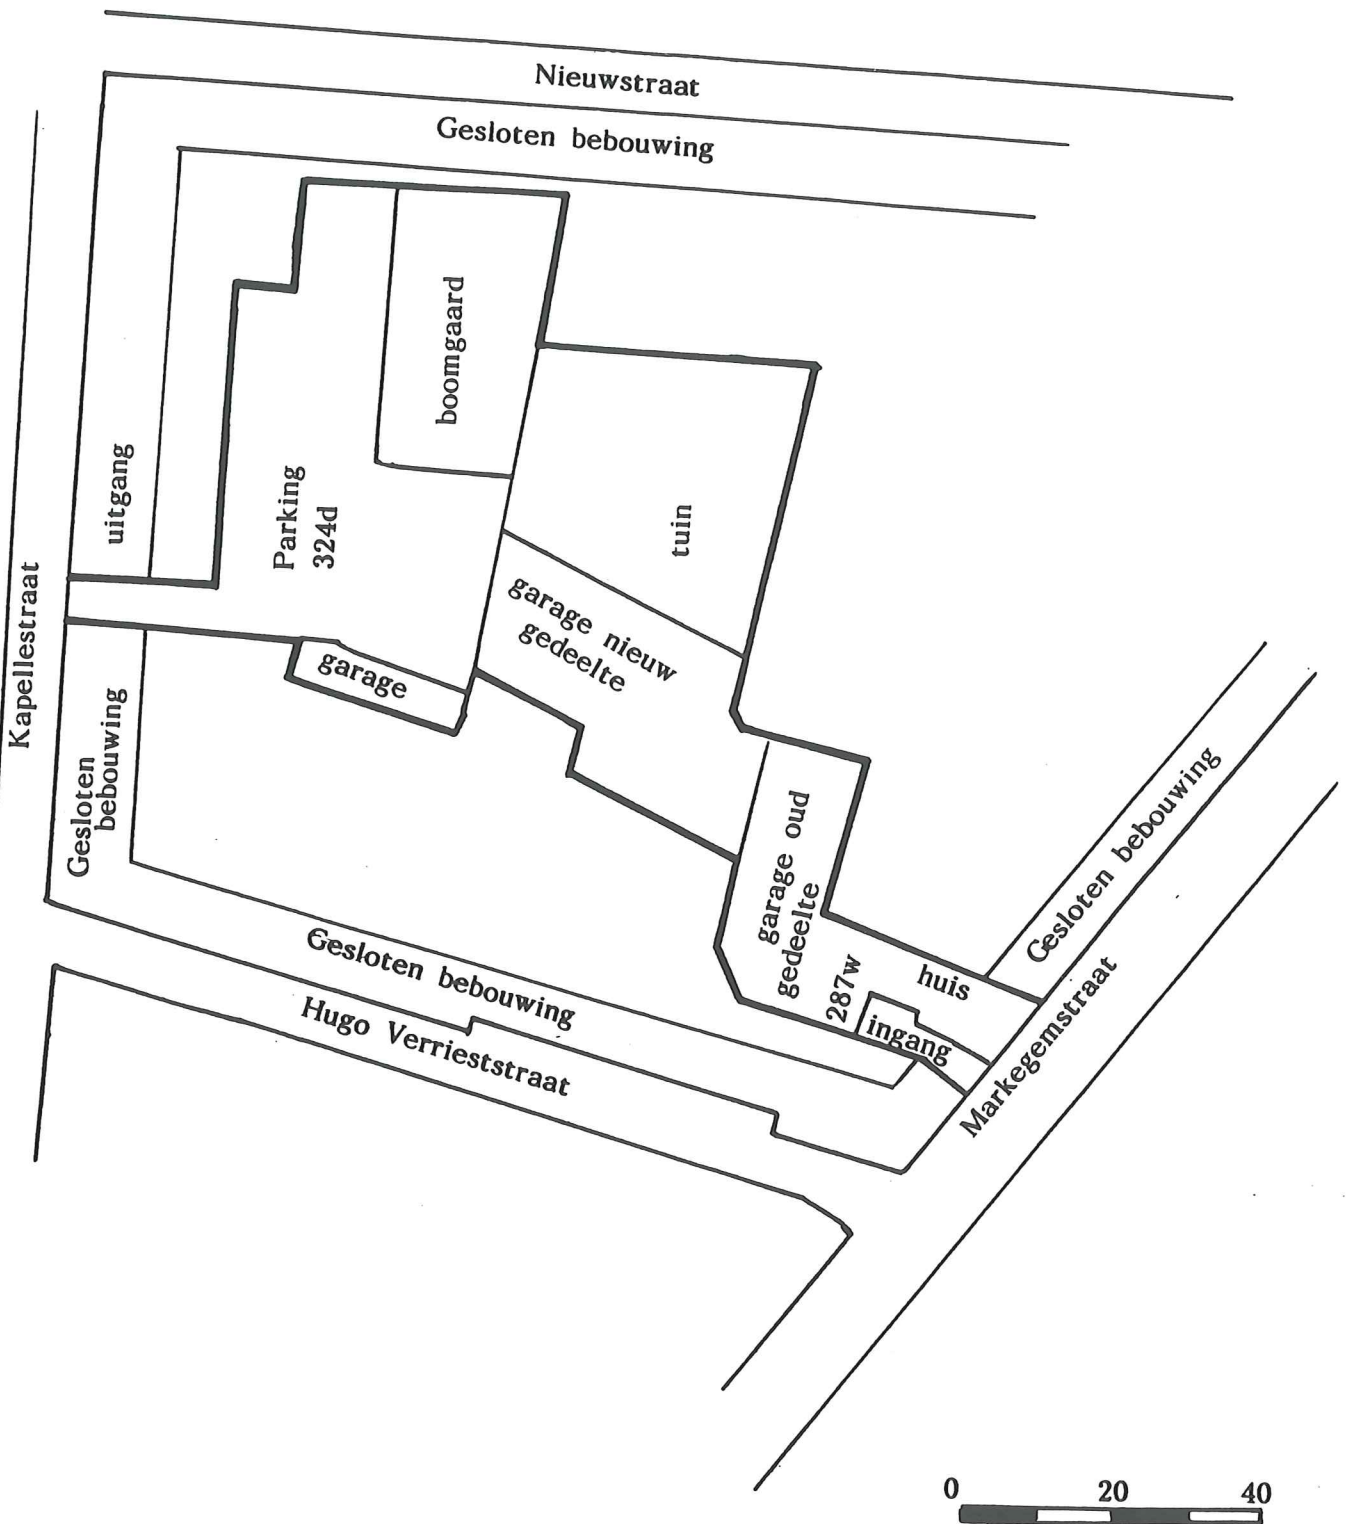 Nieuwstraat
Gesloten bebouwing
boomgaard
uitgang
Parking
324d
tuin
Kapellestraat
garage nieuw
gedeelte
garage
Gesloten
bebouwing
garage oud
gedeelte
287w
huis
ingang
Gesloten bebouwing
Markegemstraat
Gesloten bebouwing
Hugo Verrieststraat
0 20 40